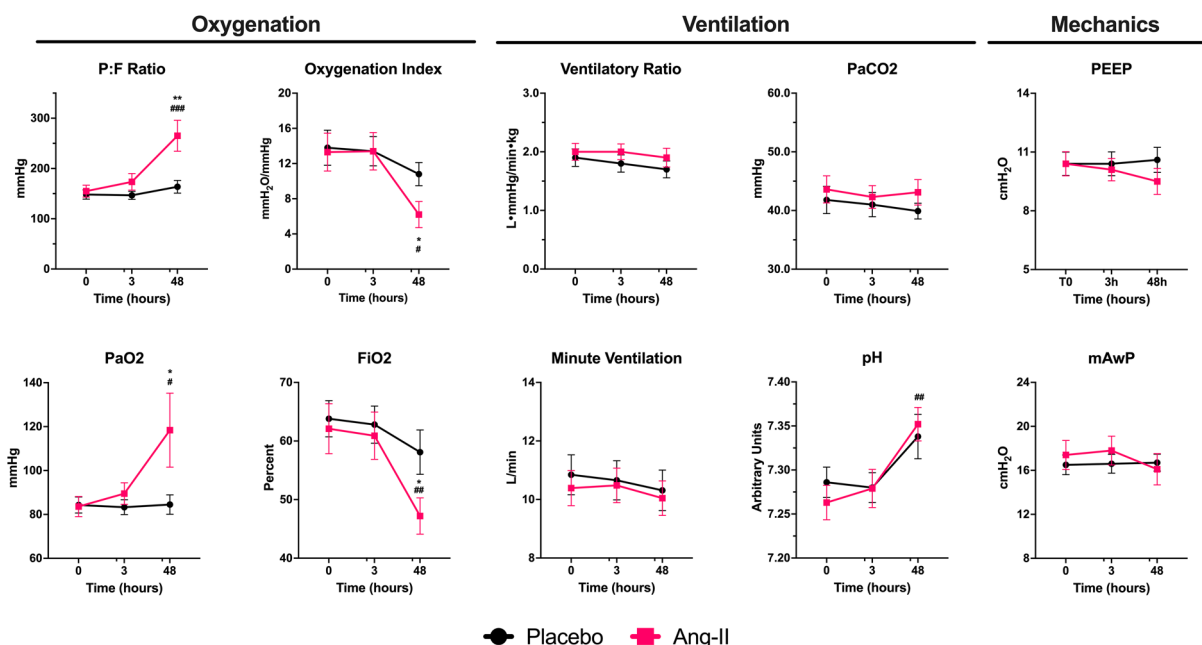 Oxygenation
Ventilation
Mechanics
P:F Ratio
mmHg
300
200
100
0
**
###
0 3 48
Time (hours)
Oxygenation Index
mmH2O/mmHg
18
14
9
5
0
*
#
0 3 48
Time (hours)
Ventilatory Ratio
L•mmHg/min•kg
3.0
2.0
1.0
0.0
0 3 48
Time (hours)
PaCO2
mmHg
60.0
50.0
40.0
30.0
0 3 48
Time (hours)
PEEP
cmH2O
14
11
8
5
T0 3h 48h
Time (hours)
PaO2
mmHg
140
120
100
80
60
*
#
0 3 48
Time (hours)
FiO2
Percent
70
60
50
40
*
##
0 3 48
Time (hours)
Minute Ventilation
L/min
14
12
10
8
0 3 48
Time (hours)
pH
Arbitrary Units
7.40
7.35
7.30
7.25
7.20
##
0 3 48
Time (hours)
mAwP
cmH2O
24
20
16
12
8
0 3 48
Time (hours)
Placebo Ang-II